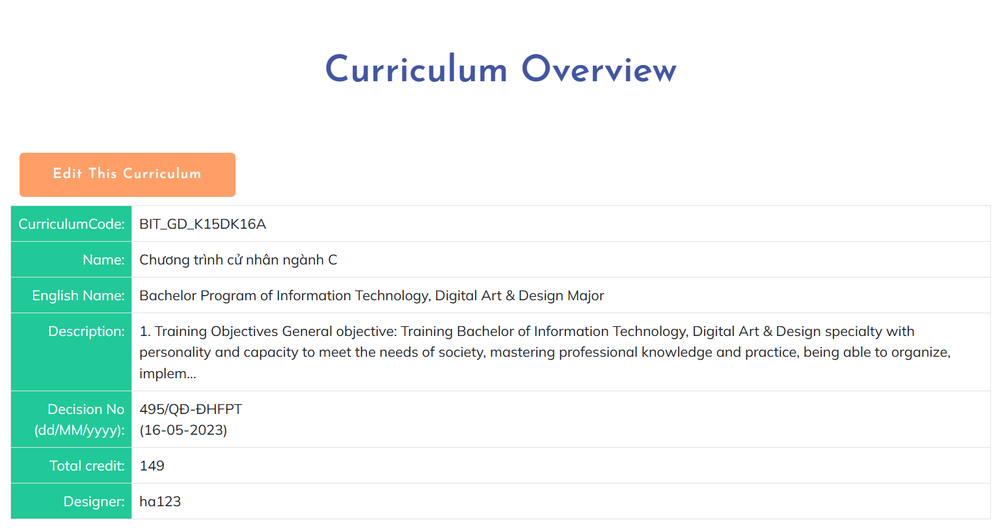 Curriculum Overview
Edit This Curriculum
CurriculumCode: BIT_GD_K15DK16A
Name: Chương trình cử nhân ngành C
English Name: Bachelor Program of Information Technology, Digital Art & Design Major
Description: 1. Training Objectives General objective: Training Bachelor of Information Technology, Digital Art & Design specialty with
personality and capacity to meet the needs of society, mastering professional knowledge and practice, being able to organize,
implem...
Decision No 495/QĐ-ĐHFPT
(dd/MM/yyyy): (16-05-2023)
Total credit: 149
Designer: ha123